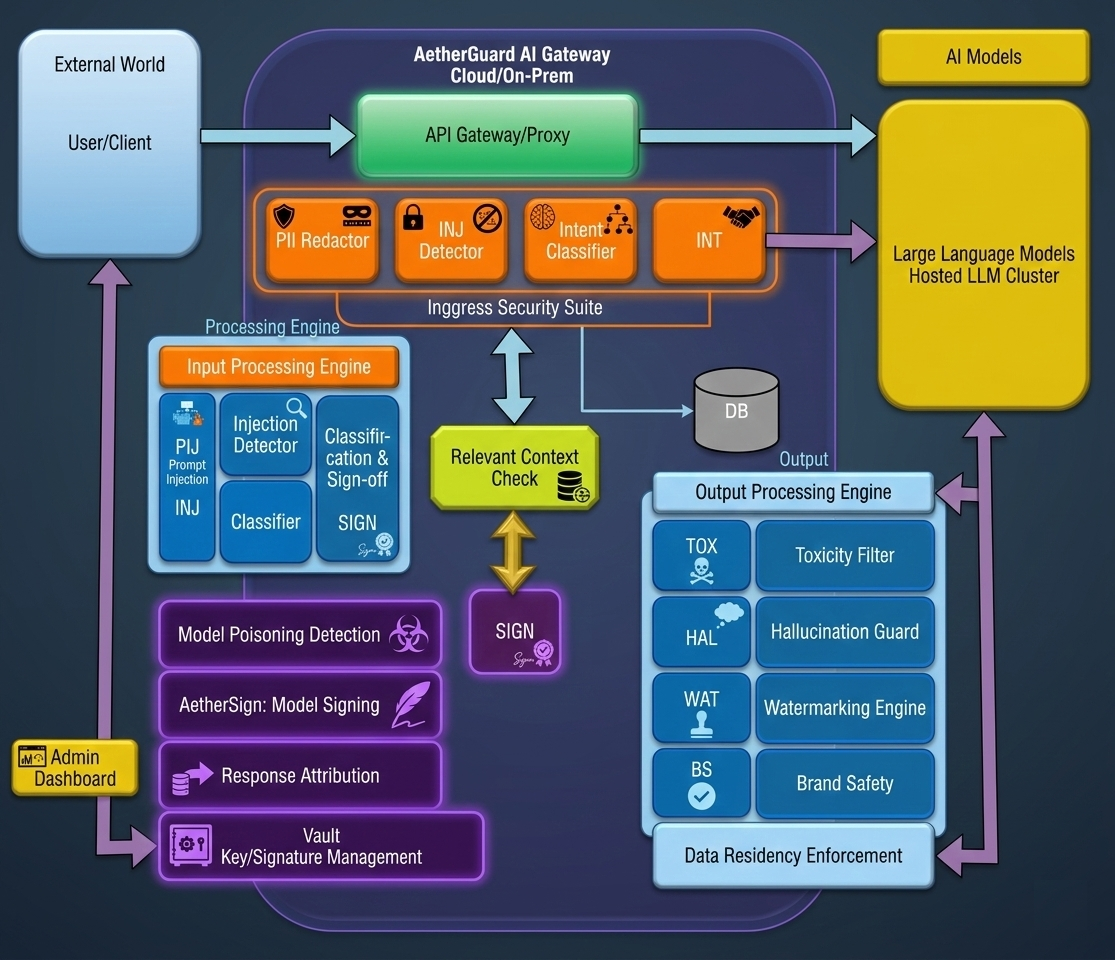 External World
User/Client
AetherGuard AI Gateway
Cloud/On-Prem
API Gateway/Proxy
AI Models
Large Language Models
Hosted LLM Cluster
PII Redactor
INJ
Detector
Intent
Classifier
INT
Inggress Security Suite
Processing Engine
Input Processing Engine
PIJ
Prompt
Injection
INJ
Injection
Detector
Classifier
Classifir-
cation &
Sign-off
SIGN
Relevant Context
Check
DB
SIGN
Output
Output Processing Engine
TOX
Toxicity Filter
HAL
Hallucination Guard
WAT
Watermarking Engine
BS
Brand Safety
Data Residency Enforcement
Model Poisoning Detection
AetherSign: Model Signing
Response Attribution
Vault
Key/Signature Management
Admin
Dashboard